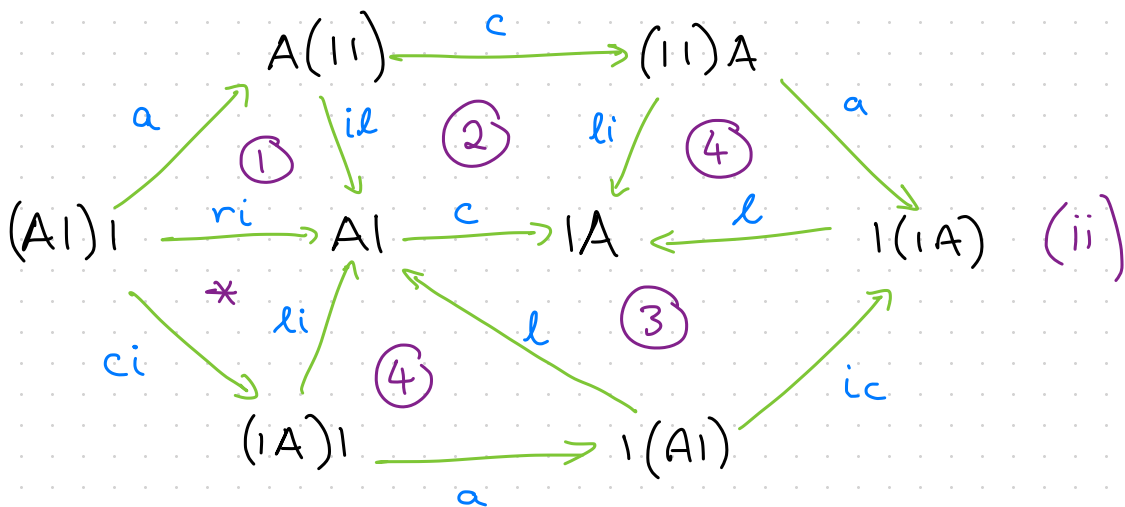 c
A(11) (11)A
a il ② li ④ a
①
(A1)1 ri A1 c 1A l 1(1A) (ii)
* li l ③
ci ④ ic
(1A)1 1(A1)
a